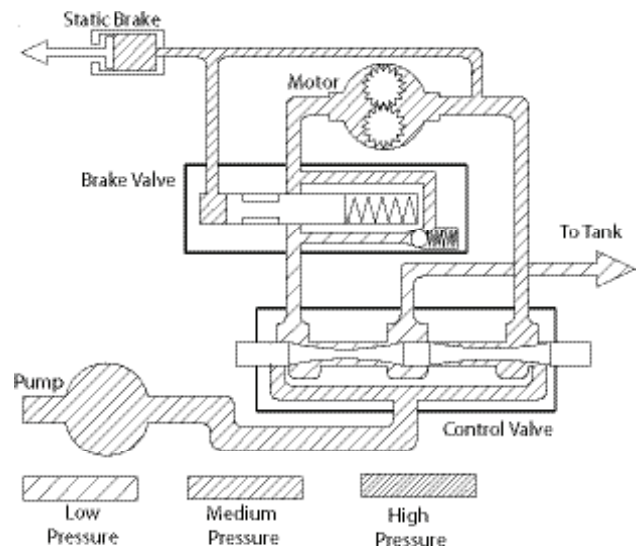 Static Brake
Motor
Brake Valve
To Tank
Pump
Control Valve
Low
Pressure
Medium
Pressure
High
Pressure